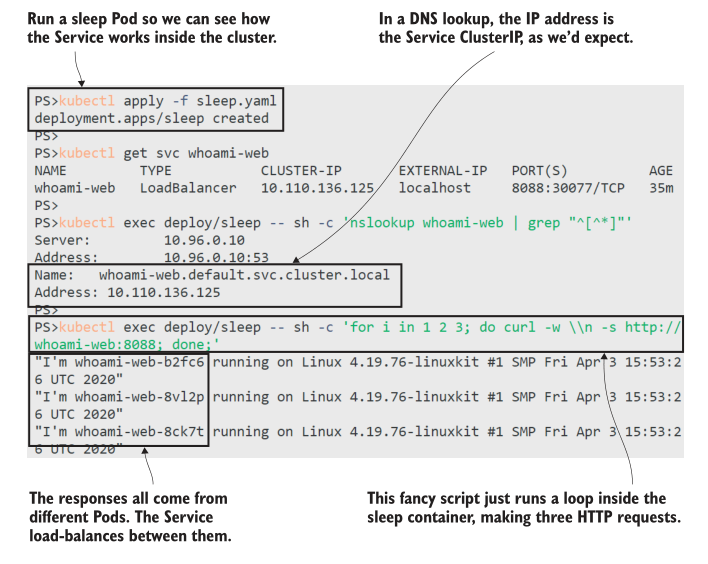 Run a sleep Pod so we can see how
the Service works inside the cluster.
In a DNS lookup, the IP address is
the Service ClusterIP, as we’d expect.
PS>kubectl apply -f sleep.yaml
deployment.apps/sleep created
PS>
PS>kubectl get svc whoami-web
NAME TYPE CLUSTER-IP EXTERNAL-IP PORT(S) AGE
whoami-web LoadBalancer 10.110.136.125 localhost 8088:30077/TCP 35m
PS>
PS>kubectl exec deploy/sleep -- sh -c 'nslookup whoami-web | grep "^[^*]"'
Server: 10.96.0.10
Address: 10.96.0.10:53
Name: whoami-web.default.svc.cluster.local
Address: 10.110.136.125
PS>
PS>kubectl exec deploy/sleep -- sh -c 'for i in 1 2 3; do curl -w \\n -s http://
whoami-web:8088; done;'
"I'm whoami-web-b2fc6 running on Linux 4.19.76-linuxkit #1 SMP Fri Apr 3 15:53:2
6 UTC 2020"
"I'm whoami-web-8vl2p running on Linux 4.19.76-linuxkit #1 SMP Fri Apr 3 15:53:2
6 UTC 2020"
"I'm whoami-web-8ck7t running on Linux 4.19.76-linuxkit #1 SMP Fri Apr 3 15:53:2
6 UTC 2020"
The responses all come from
different Pods. The Service
load-balances between them.
This fancy script just runs a loop inside the
sleep container, making three HTTP requests.